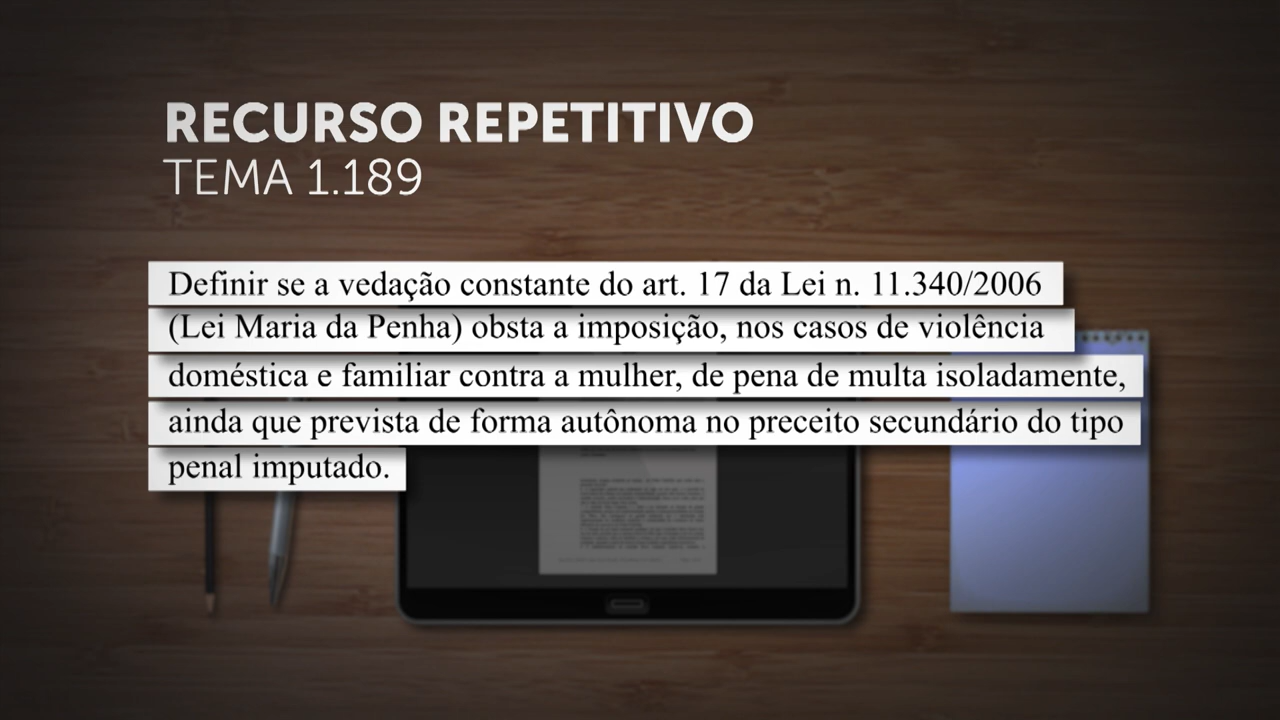 RECURSO REPETITIVO
TEMA 1.189
Definir se a vedação constante do art. 17 da Lei n. 11.340/2006
(Lei Maria da Penha) obsta a imposição, nos casos de violência
doméstica e familiar contra a mulher, de pena de multa isoladamente,
ainda que prevista de forma autônoma no preceito secundário do tipo
penal imputado.